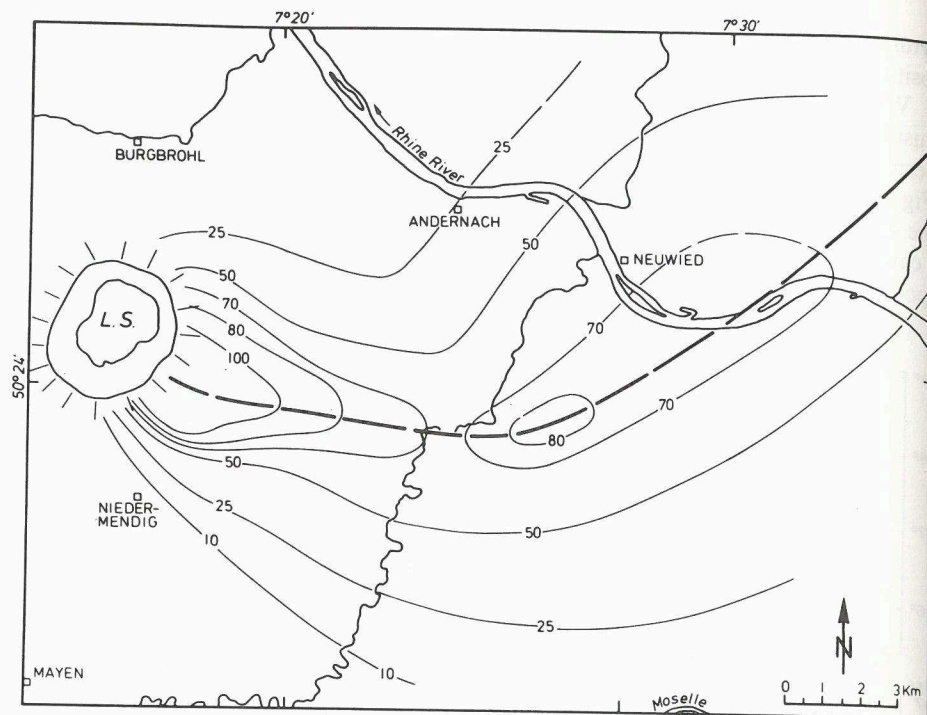 7°20'
7°30'
BURGBROHL
Rhine River
25
ANDERNACH
25
50
NEUWIED
50
70
80
100
L. S.
70
50°24'
70
80
50
NIEDER-
MENDIG
25
10
50
25
10
MAYEN
N
0 1 2 3 Km
Moselle